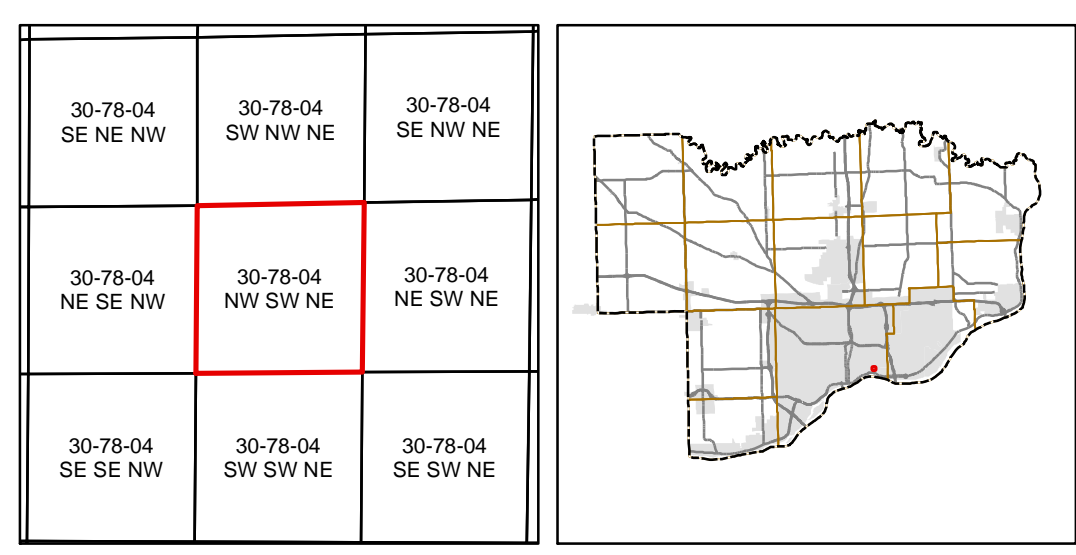 30-78-04
SE NE NW
30-78-04
SW NW NE
30-78-04
SE NW NE
30-78-04
NE SE NW
30-78-04
NW SW NE
30-78-04
NE SW NE
30-78-04
SE SE NW
30-78-04
SW SW NE
30-78-04
SE SW NE